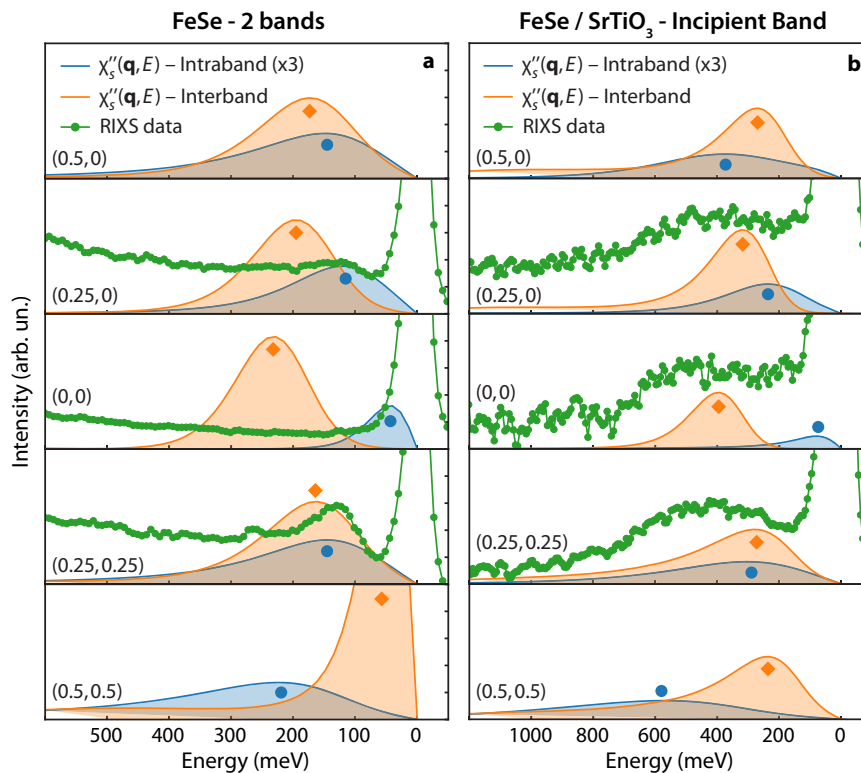 FeSe - 2 bands
a
χ″ₛ(q,E) – Intraband (x3)
χ″ₛ(q,E) – Interband
RIXS data
(0.5,0)
(0.25,0)
(0,0)
(0.25,0.25)
(0.5,0.5)
500 400 300 200 100 0
Energy (meV)
Intensity (arb. un.)
FeSe / SrTiO₃ - Incipient Band
b
χ″ₛ(q,E) – Intraband (x3)
χ″ₛ(q,E) – Interband
RIXS data
(0.5,0)
(0.25,0)
(0,0)
(0.25,0.25)
(0.5,0.5)
1000 800 600 400 200 0
Energy (meV)